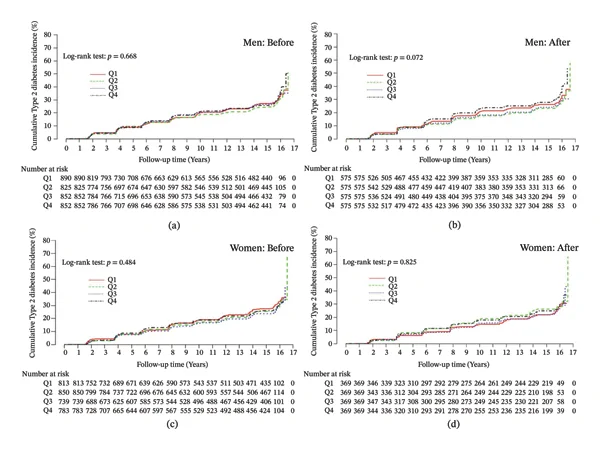 Men: Before
Log-rank test: p = 0.668
Q1
Q2
Q3
Q4
Cumulative Type 2 diabetes incidence (%)
80
70
60
50
40
30
20
10
0
0 1 2 3 4 5 6 7 8 9 10 11 12 13 14 15 16 17
Follow-up time (Years)
Number at risk
Q1 890 890 819 793 730 708 676 663 629 613 565 556 528 516 482 440 96 0
Q2 825 825 774 756 697 674 647 630 597 582 546 539 512 501 469 445 105 0
Q3 852 852 784 766 715 696 653 638 590 573 545 538 504 494 466 432 79 0
Q4 852 852 786 766 707 698 646 628 586 575 538 531 503 494 462 441 74 0
(a)
Men: After
Log-rank test: p = 0.072
Q1
Q2
Q3
Q4
Cumulative Type 2 diabetes incidence (%)
80
70
60
50
40
30
20
10
0
0 1 2 3 4 5 6 7 8 9 10 11 12 13 14 15 16 17
Follow-up time (Years)
Number at risk
Q1 575 575 526 505 467 455 432 422 399 387 359 353 335 328 311 285 60 0
Q2 575 575 542 529 488 477 459 447 419 407 383 380 359 353 331 313 66 0
Q3 575 575 536 524 491 480 449 438 404 395 375 370 348 343 320 294 59 0
Q4 575 575 532 517 479 472 435 423 396 390 356 350 332 327 304 288 53 0
(b)
Women: Before
Log-rank test: p = 0.484
Q1
Q2
Q3
Q4
Cumulative Type 2 diabetes incidence (%)
80
70
60
50
40
30
20
10
0
0 1 2 3 4 5 6 7 8 9 10 11 12 13 14 15 16 17
Follow-up time (Years)
Number at risk
Q1 813 813 752 732 689 671 639 626 590 573 543 537 511 503 471 435 102 0
Q2 850 850 799 784 737 722 696 676 645 632 600 593 557 544 506 467 114 0
Q3 739 739 688 673 625 607 585 573 544 528 496 488 467 456 429 406 101 0
Q4 783 783 728 707 665 644 607 597 567 555 529 523 492 488 456 424 104 0
(c)
Women: After
Log-rank test: p = 0.825
Q1
Q2
Q3
Q4
Cumulative Type 2 diabetes incidence (%)
80
70
60
50
40
30
20
10
0
0 1 2 3 4 5 6 7 8 9 10 11 12 13 14 15 16 17
Follow-up time (Years)
Number at risk
Q1 369 369 346 339 323 310 297 292 279 275 264 261 249 244 229 219 49 0
Q2 369 369 343 336 312 304 293 285 271 264 249 249 228 225 210 198 53 0
Q3 369 369 347 343 317 308 300 295 280 273 249 245 235 230 221 207 58 0
Q4 369 369 344 336 320 310 293 291 278 270 255 253 236 235 216 199 39 0
(d)